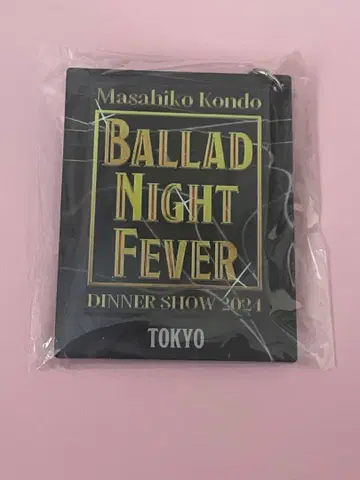 Masahiko Kondo
BALLAD
NIGHT
FEVER
DINNER SHOW 2024
TOKYO